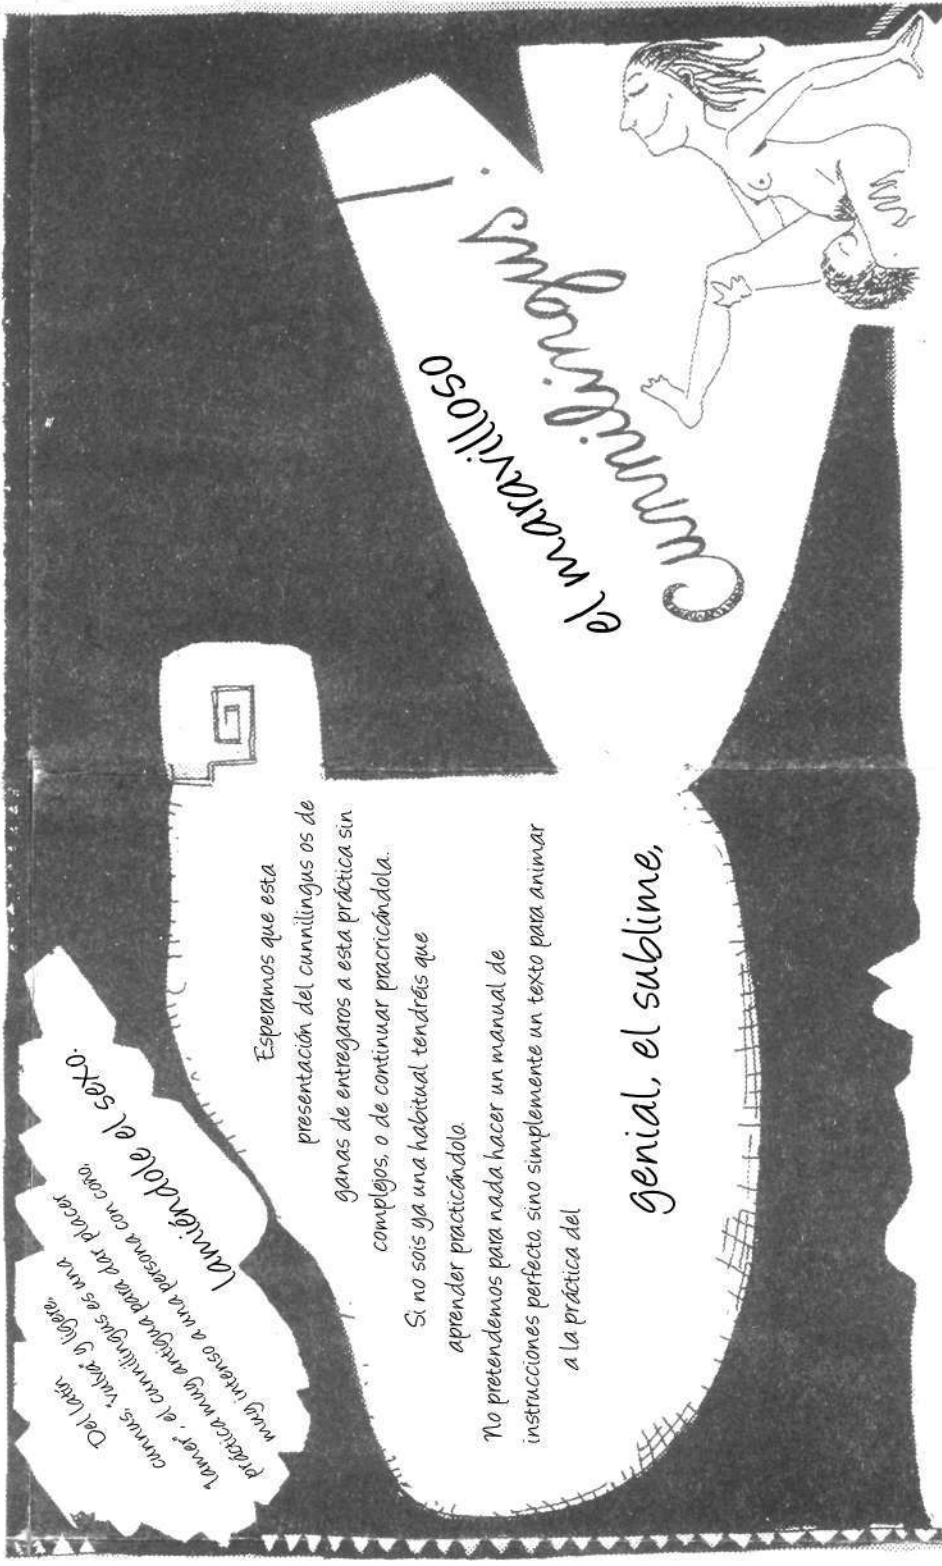 Del latín
cunnus, "vulva" y ligere,
"lamer", el cunnilingus es una
práctica muy antigua para dar placer
muy intenso a una persona con coño,
lamiéndole el sexo.
Esperamos que esta
presentación del cunnilingus os de
ganas de entregaros a esta práctica sin
complejos, o de continuar pracricándola.
Si no sois ya una habitual tendréis que
aprender practicándolo.
No pretendemos para nada hacer un manual de
instrucciones perfecto, sino simplemente un texto para animar
a la práctica del
genial, el sublime,
el maravilloso
Cunnilingus
!